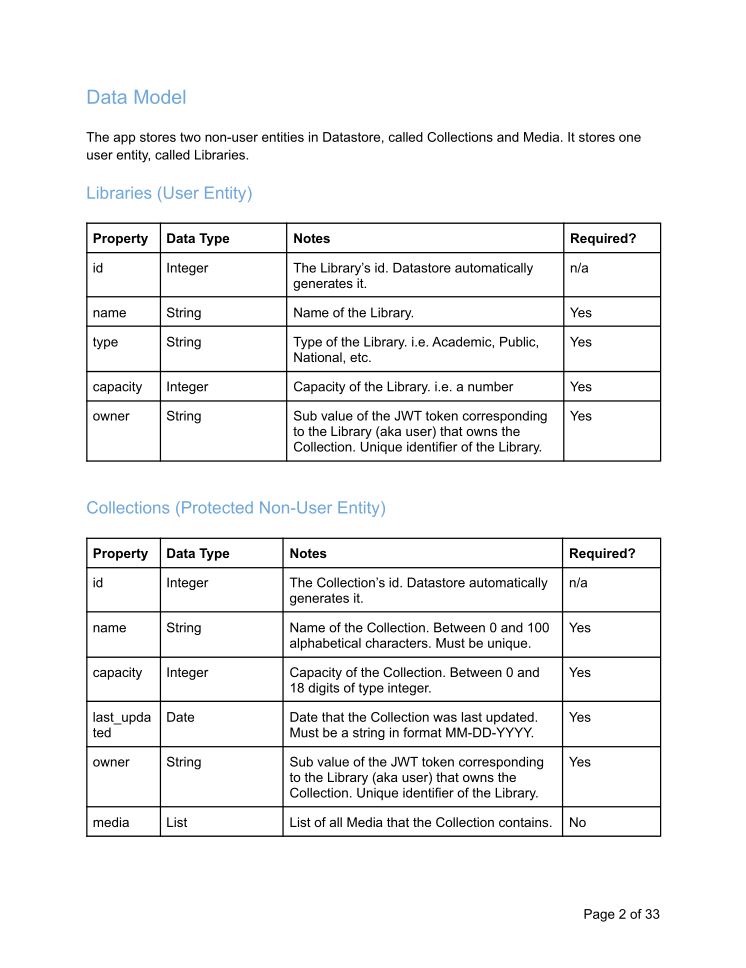 Data Model
The app stores two non-user entities in Datastore, called Collections and Media. It stores one
user entity, called Libraries.
Libraries (User Entity)
Property Data Type Notes Required?
id Integer The Library’s id. Datastore automatically n/a
generates it.
name String Name of the Library. Yes
type String Type of the Library. i.e. Academic, Public, Yes
National, etc.
capacity Integer Capacity of the Library. i.e. a number Yes
owner String Sub value of the JWT token corresponding Yes
to the Library (aka user) that owns the
Collection. Unique identifier of the Library.
Collections (Protected Non-User Entity)
Property Data Type Notes Required?
id Integer The Collection’s id. Datastore automatically n/a
generates it.
name String Name of the Collection. Between 0 and 100 Yes
alphabetical characters. Must be unique.
capacity Integer Capacity of the Collection. Between 0 and Yes
18 digits of type integer.
last_upda Date Date that the Collection was last updated. Yes
ted Must be a string in format MM-DD-YYYY.
owner String Sub value of the JWT token corresponding Yes
to the Library (aka user) that owns the
Collection. Unique identifier of the Library.
media List List of all Media that the Collection contains. No
Page 2 of 33